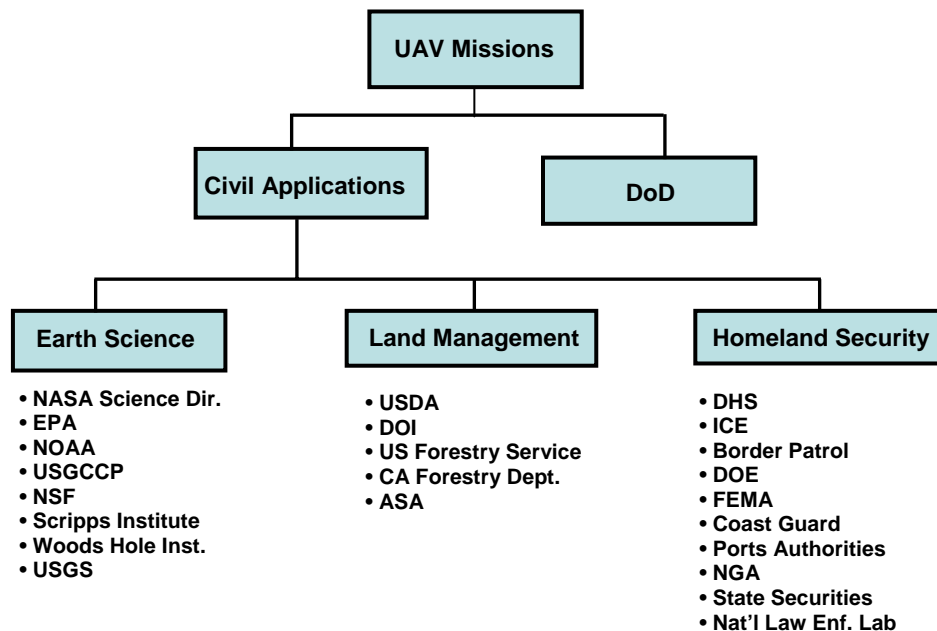 UAV Missions
Civil Applications
DoD
Earth Science
Land Management
Homeland Security
• NASA Science Dir.
• EPA
• NOAA
• USGCCP
• NSF
• Scripps Institute
• Woods Hole Inst.
• USGS
• USDA
• DOI
• US Forestry Service
• CA Forestry Dept.
• ASA
• DHS
• ICE
• Border Patrol
• DOE
• FEMA
• Coast Guard
• Ports Authorities
• NGA
• State Securities
• Nat'l Law Enf. Lab